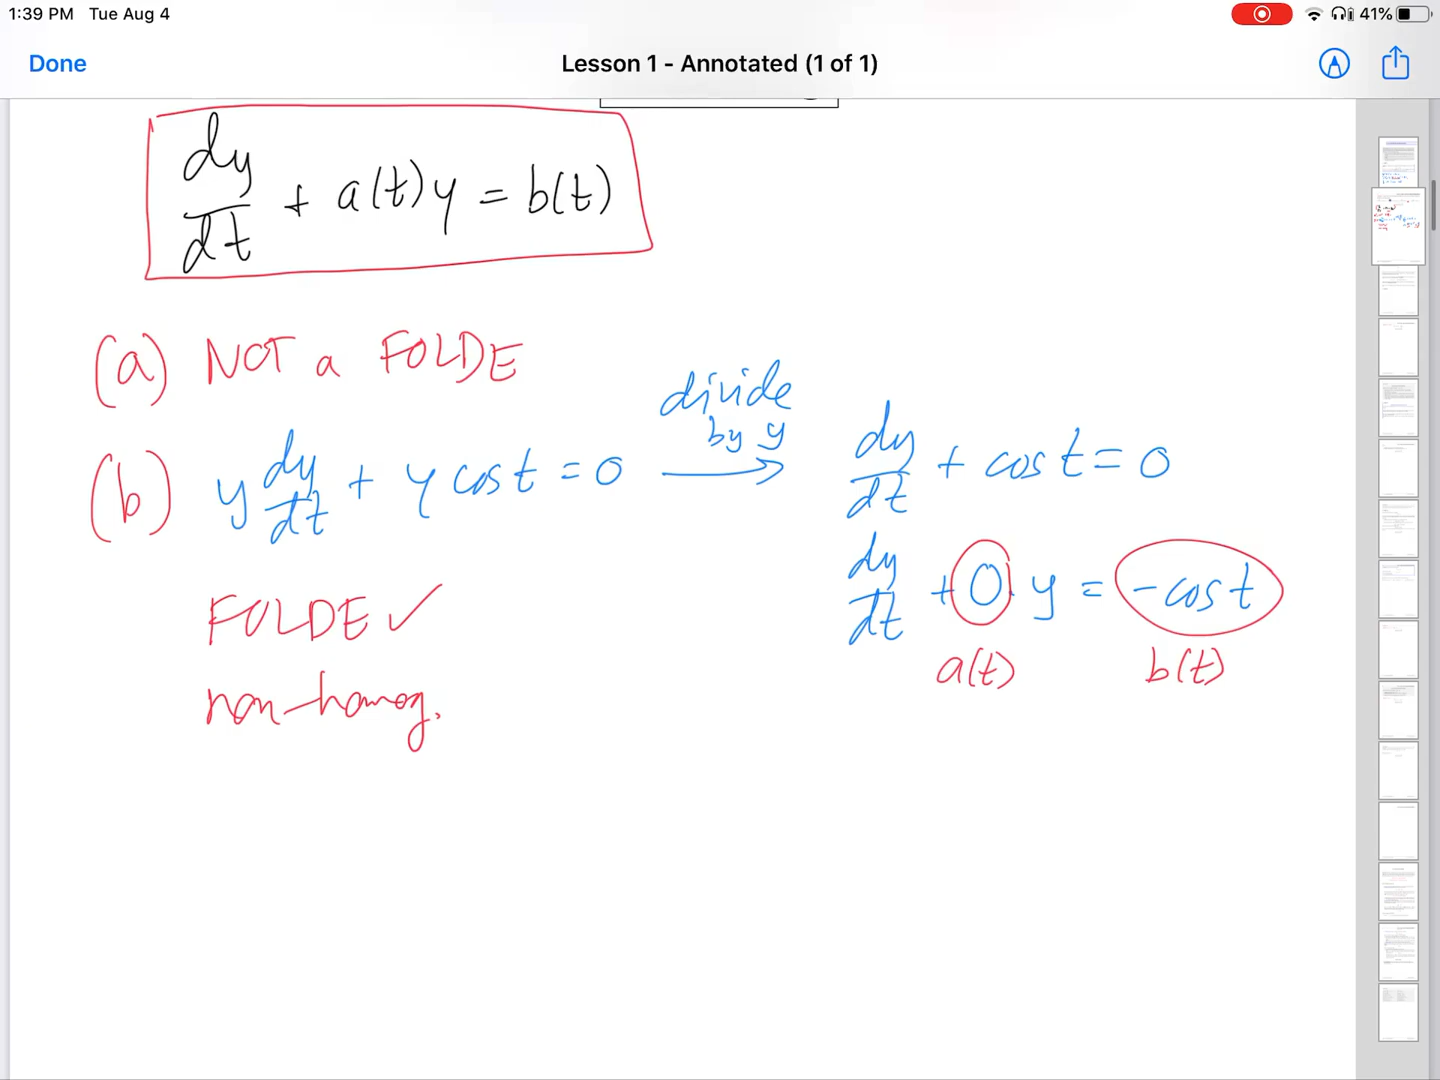 1:39 PM Tue Aug 4
41%
Done
Lesson 1 - Annotated (1 of 1)
dy/dt + a(t)y = b(t)
(a) NOT a FOLDE
(b) y dy/dt + y cos t = 0
divide
by y
dy/dt + cos t = 0
dy/dt + 0 · y = -cos t
a(t) b(t)
FOLDE ✓
non-homog.